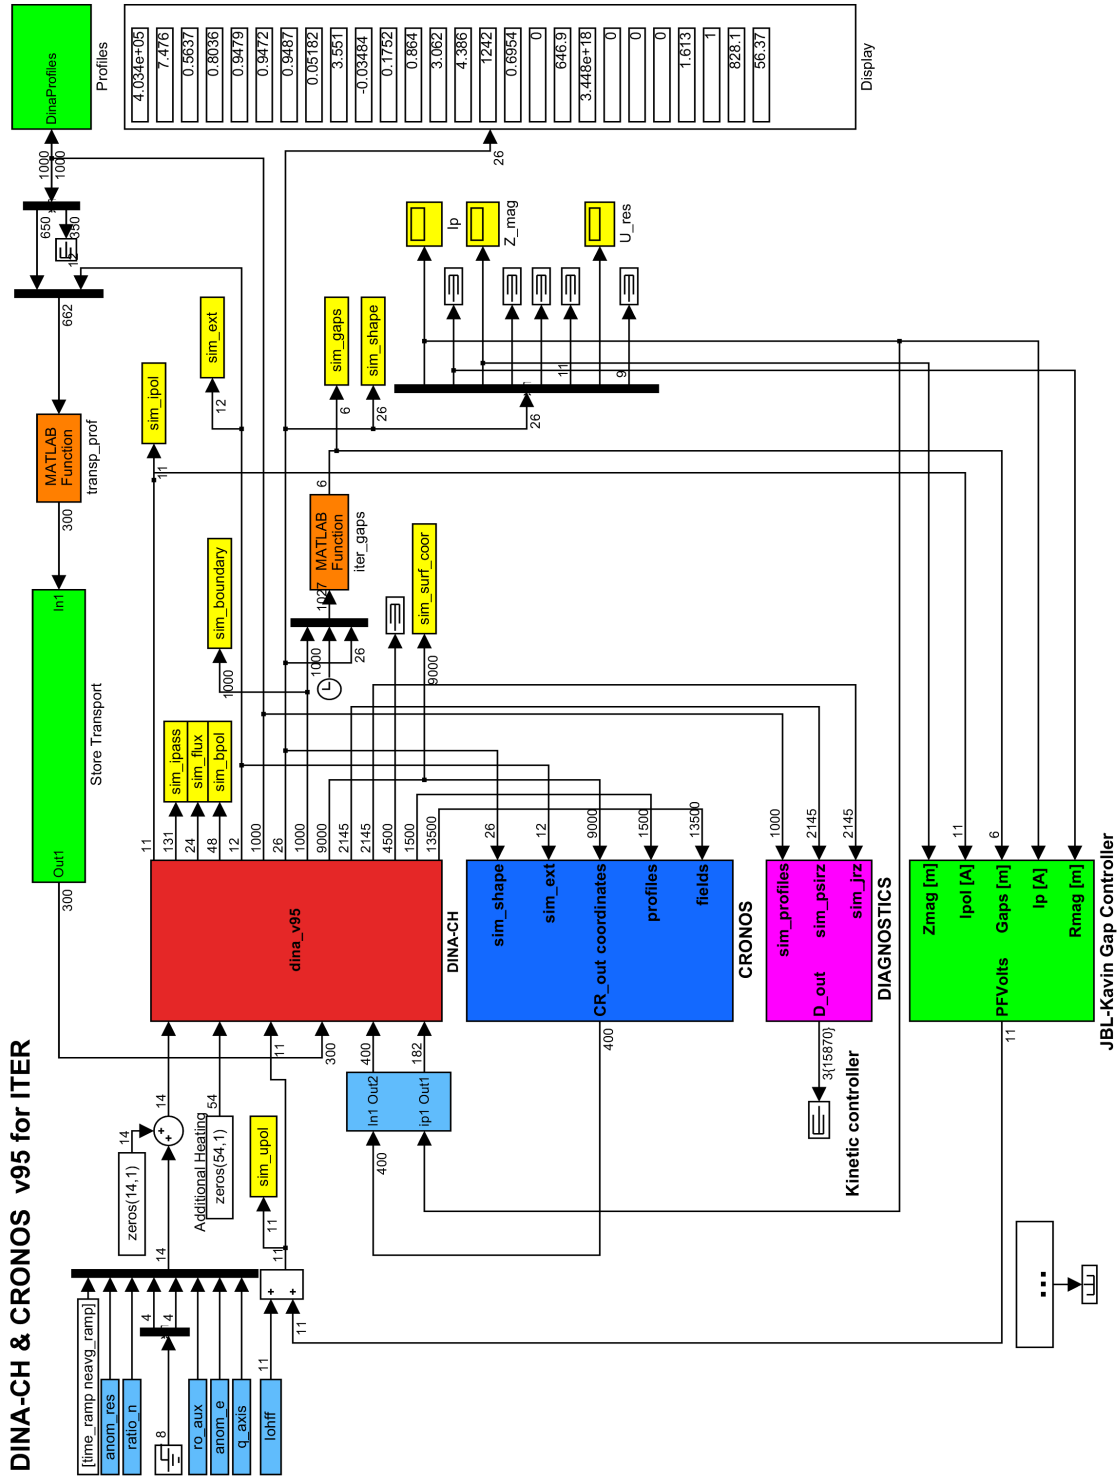 DINA-CH & CRONOS  v95 for ITER
[time_ramp neavg_ramp]
anom_res
ratio_n
8
4
4
ro_aux
anom_e
q_axis
Iohff
11
11
14
zeros(14,1)
14
14
Additional Heating
zeros(54,1)
54
sim_upol
11
11
11
300
400
182
In1 Out2
ip1 Out1
400
dina_v95
DINA-CH
11
131
24
48
12
1000
26
1000
9000
2145
2145
4500
1500
13500
sim_ipass
sim_flux
sim_bpol
Out1
In1
Store Transport
300
300
MATLAB
Function
transp_prof
662
650
350
12
1000
1000
DinaProfiles
Profiles
sim_ipol
11
sim_ext
12
sim_boundary
1000
1000
26
1027
MATLAB
Function
iter_gaps
6
sim_gaps
6
sim_shape
26
26
sim_surf_coor
9000
11
9
Ip
Z_mag
U_res
26
4.034e+05
7.476
0.5637
0.8036
0.9479
0.9472
0.9487
0.05182
3.551
-0.03484
0.1752
0.864
3.062
4.386
1242
0.6954
0
646.9
3.448e+18
0
0
0
1.613
1
828.1
56.37
Display
sim_shape
sim_ext
CR_out coordinates
profiles
fields
CRONOS
26
12
9000
1500
13500
400
sim_profiles
D_out   sim_psirz
sim_jrz
DIAGNOSTICS
1000
2145
2145
3{15870}
Kinetic controller
Zmag [m]
Ipol [A]
PFVolts   Gaps [m]
Ip [A]
Rmag [m]
JBL-Kavin Gap Controller
11
6
11
...